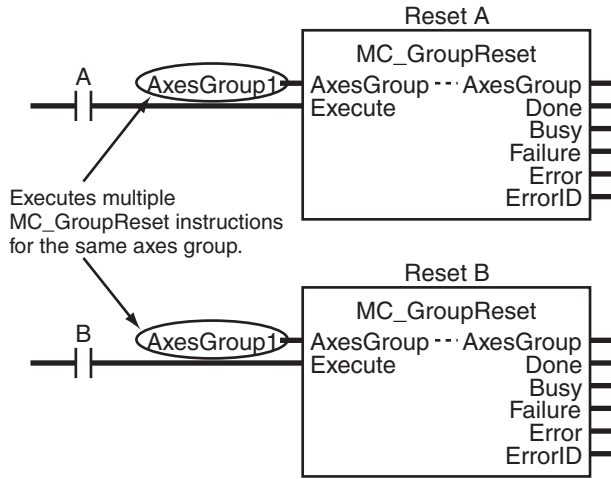 Reset A
MC_GroupReset
A
AxesGroup1
AxesGroup AxesGroup
Execute Done
Busy
Failure
Error
ErrorID
Executes multiple
MC_GroupReset instructions
for the same axes group.
Reset B
MC_GroupReset
B
AxesGroup1
AxesGroup AxesGroup
Execute Done
Busy
Failure
Error
ErrorID